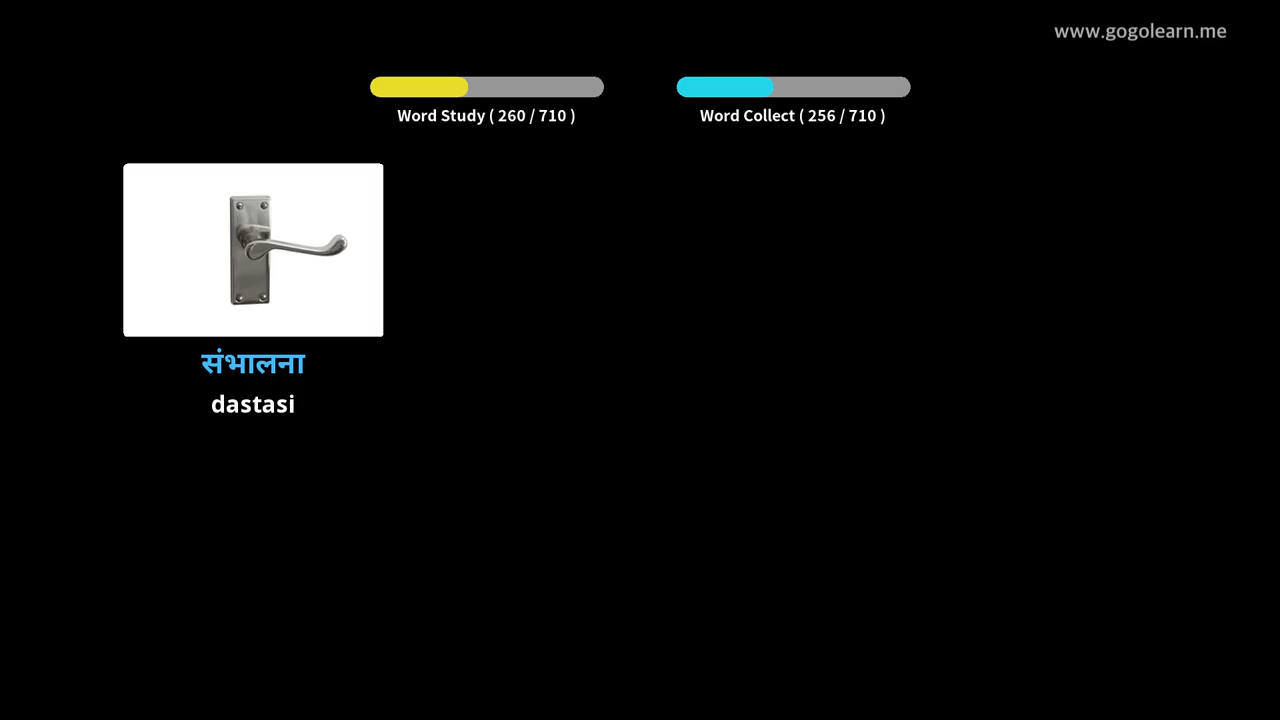 www.gogolearn.me
Word Study ( 260 / 710 )
Word Collect ( 256 / 710 )
संभालना
dastasi